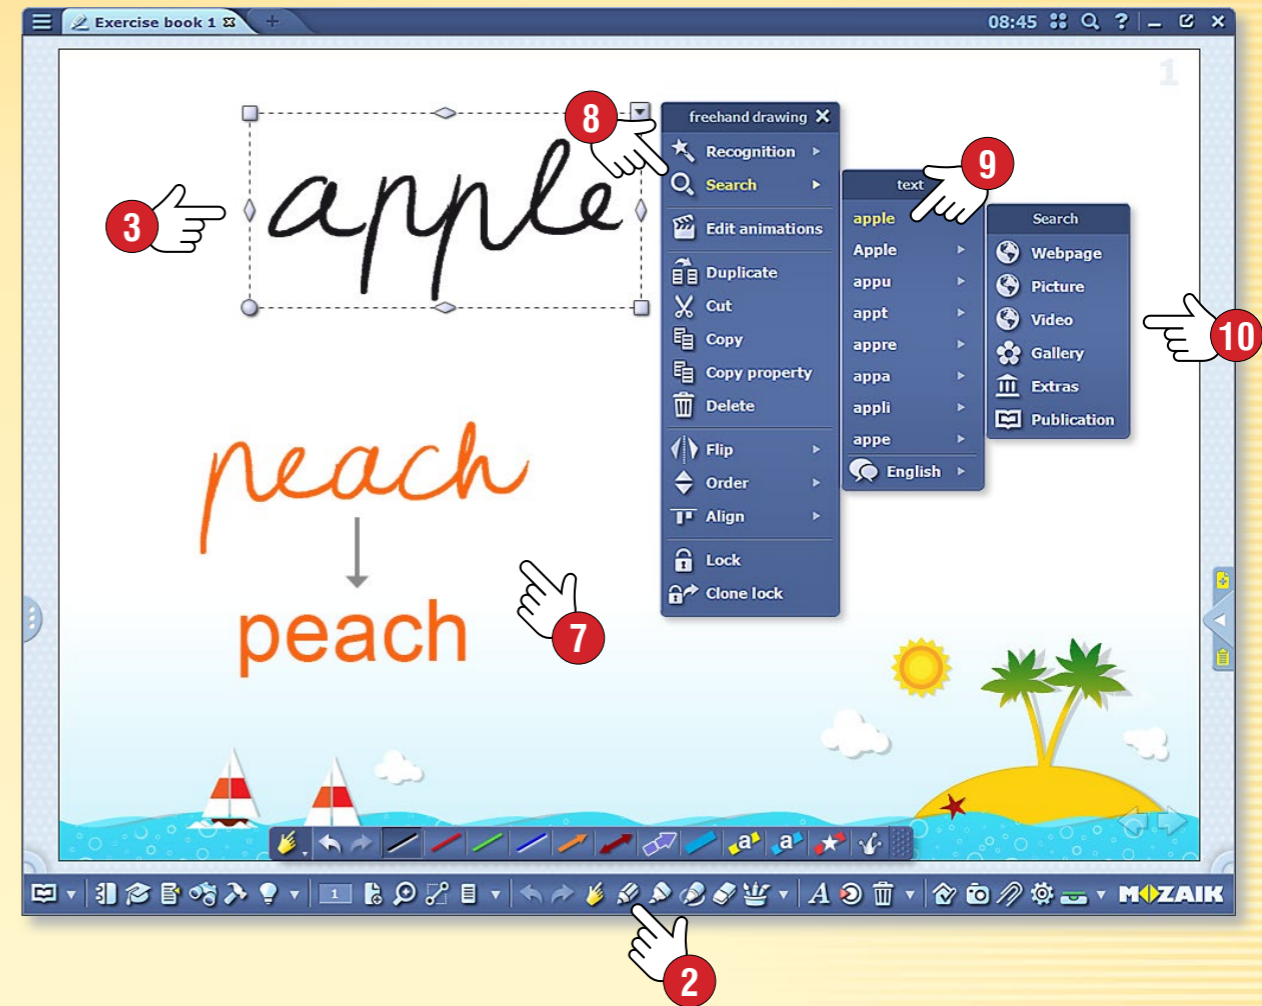 Exercise book 1
+
08:45
?
1
apple
8
freehand drawing
Recognition
Search
Edit animations
Duplicate
Cut
Copy
Copy property
Delete
Flip
Order
Align
Lock
Clone lock
9
text
apple
Apple
appu
appt
appre
appa
appli
appe
English
Search
Webpage
Picture
Video
Gallery
Extras
Publication
10
3
peach
peach
7
a
a
1
A
MOZAIK
2